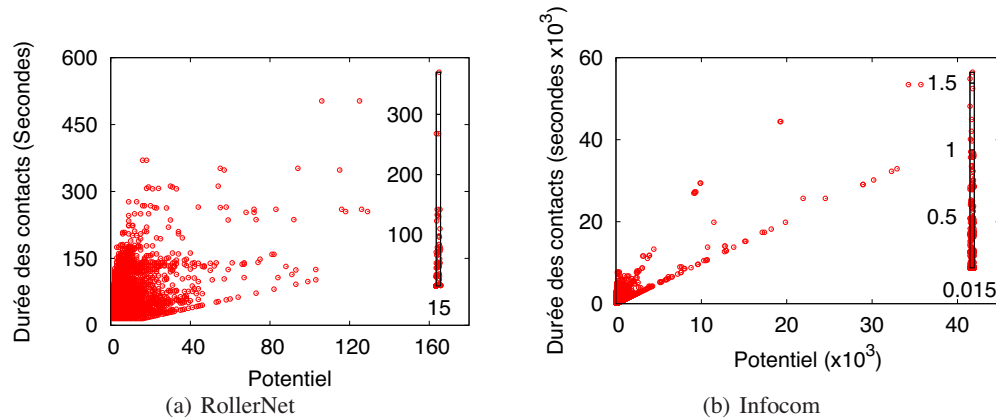 Durée des contacts (Secondes)
600
450
300
150
0
0 40 80 120 160
Potentiel
300
200
100
15
(a) RollerNet
Durée des contacts (secondes x10³)
60
40
20
0
0 10 20 30 40
Potentiel (x10³)
1.5
1
0.5
0.015
(b) Infocom